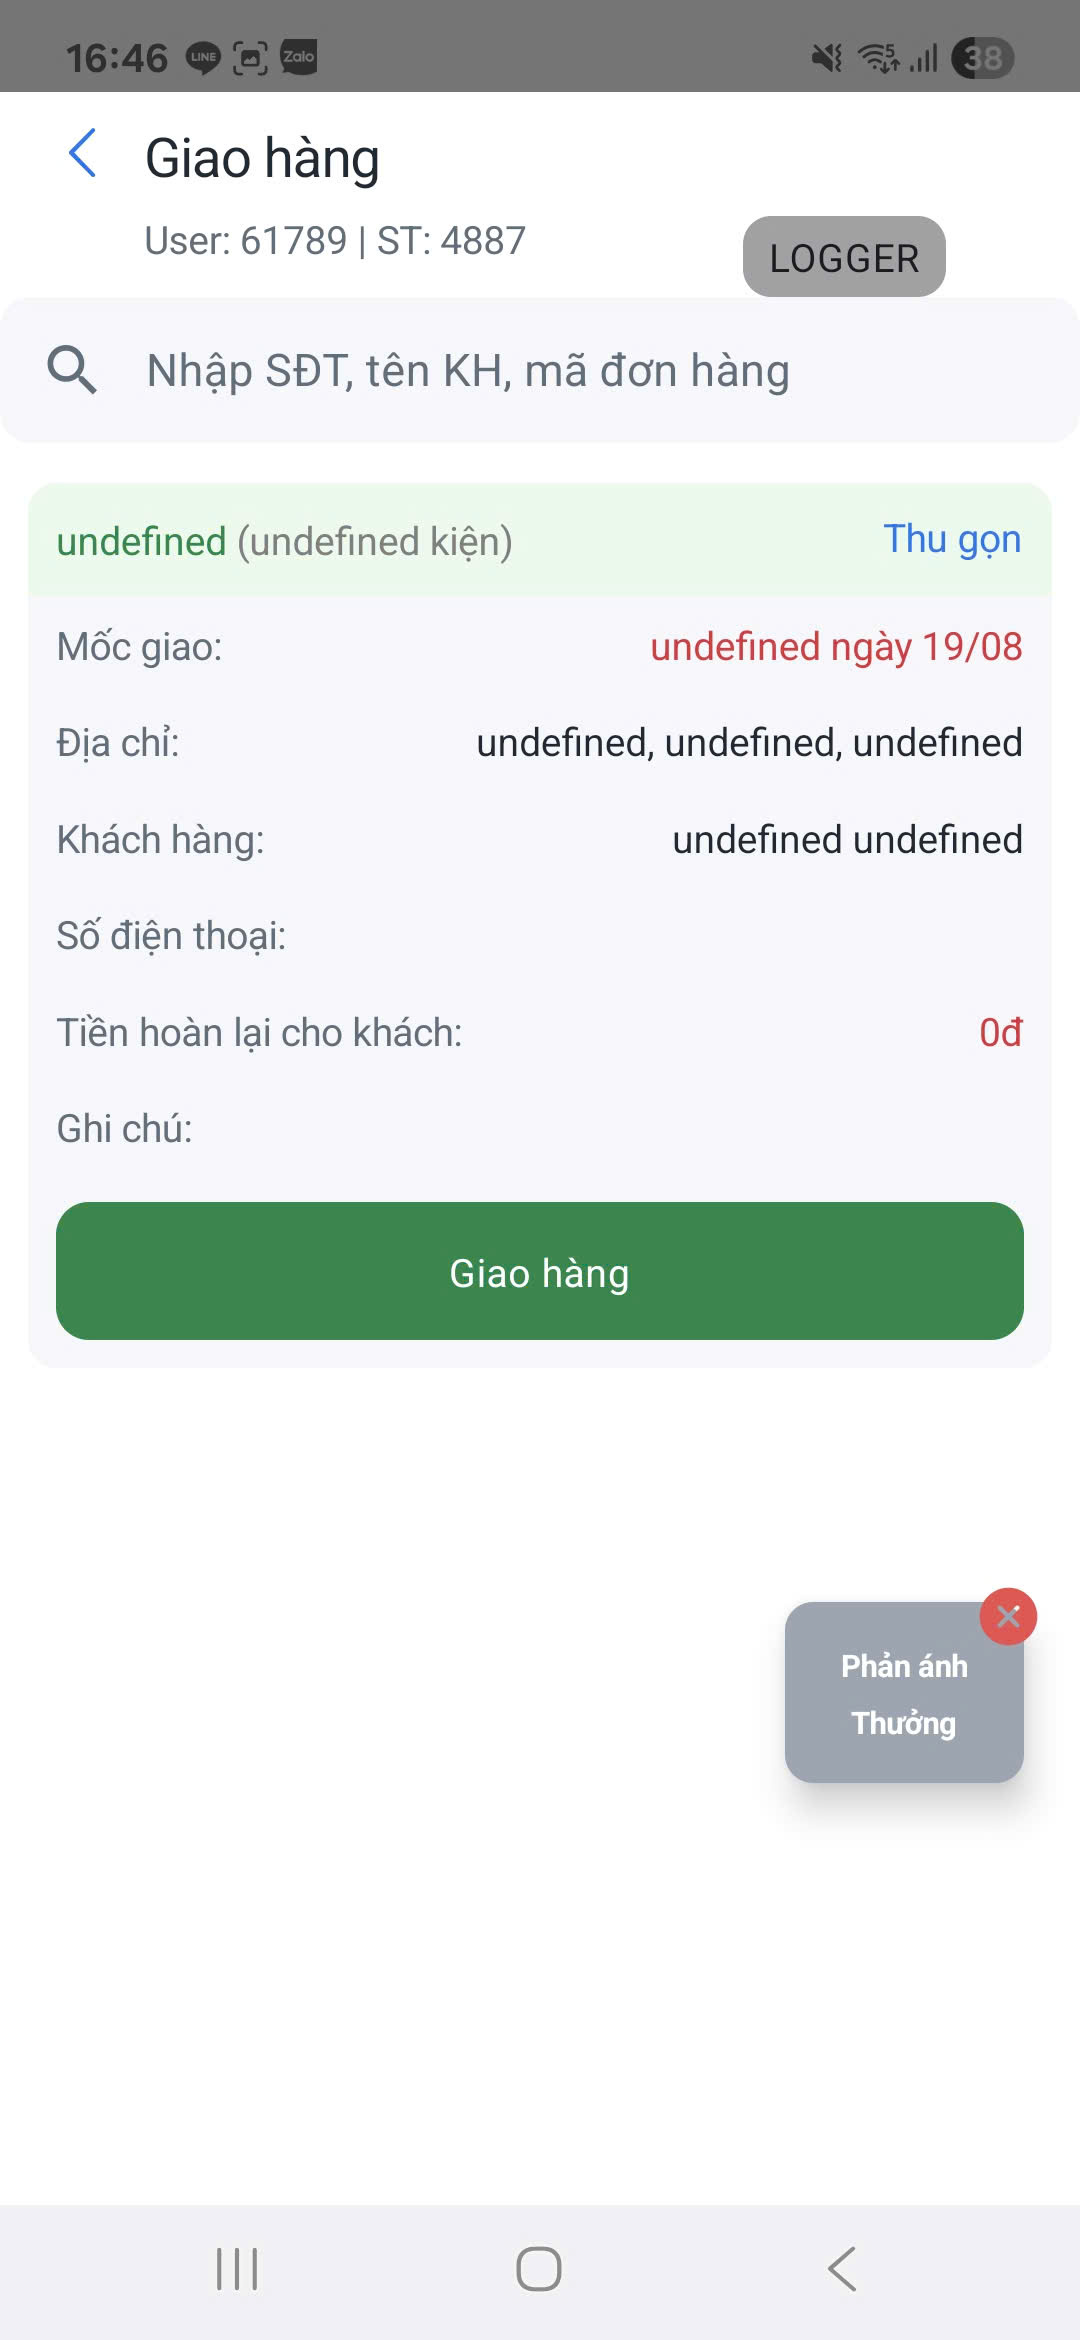 16:46 LINE Zalo 5 38
Giao hàng
User: 61789 | ST: 4887
LOGGER
Nhập SĐT, tên KH, mã đơn hàng
undefined (undefined kiện) Thu gọn
Mốc giao: undefined ngày 19/08
Địa chỉ: undefined, undefined, undefined
Khách hàng: undefined undefined
Số điện thoại:
Tiền hoàn lại cho khách: 0đ
Ghi chú:
Giao hàng
Phản ánh
Thưởng